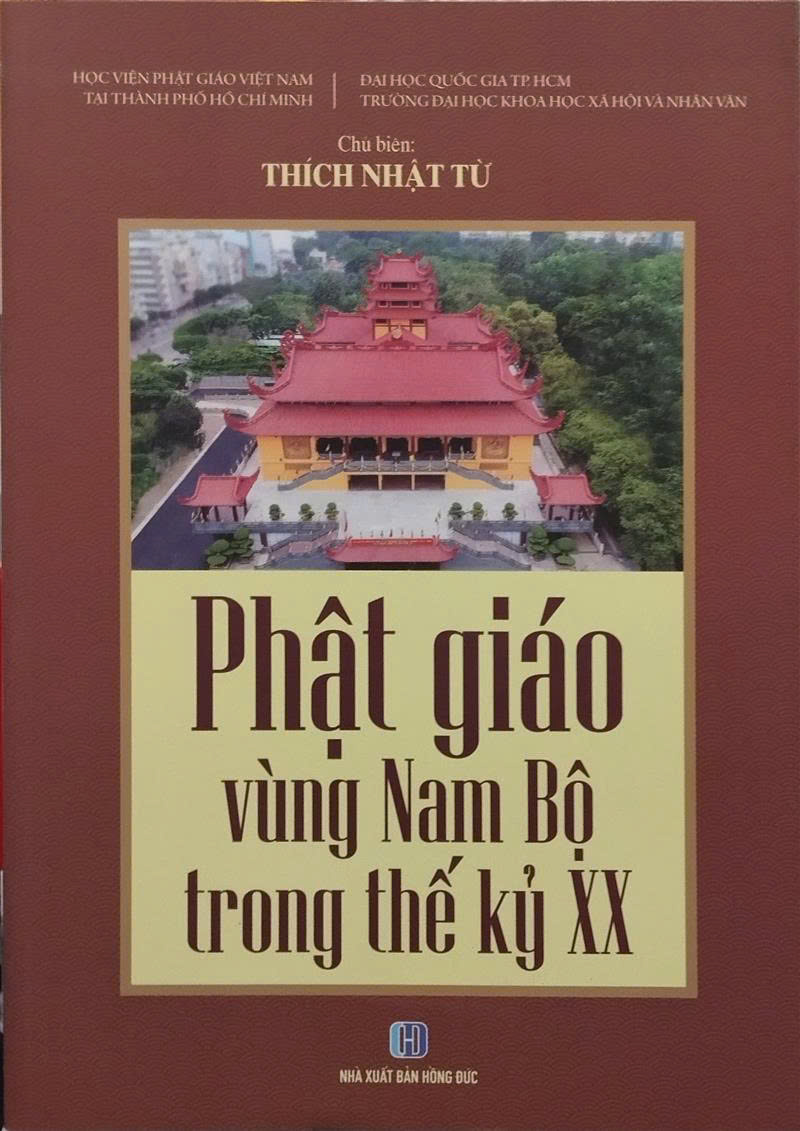 HỌC VIỆN PHẬT GIÁO VIỆT NAM
TẠI THÀNH PHỐ HỒ CHÍ MINH
ĐẠI HỌC QUỐC GIA TP. HCM
TRƯỜNG ĐẠI HỌC KHOA HỌC XÃ HỘI VÀ NHÂN VĂN
Chủ biên:
THÍCH NHẬT TỪ
Phật giáo
vùng Nam Bộ
trong thế kỷ XX
NHÀ XUẤT BẢN HỒNG ĐỨC